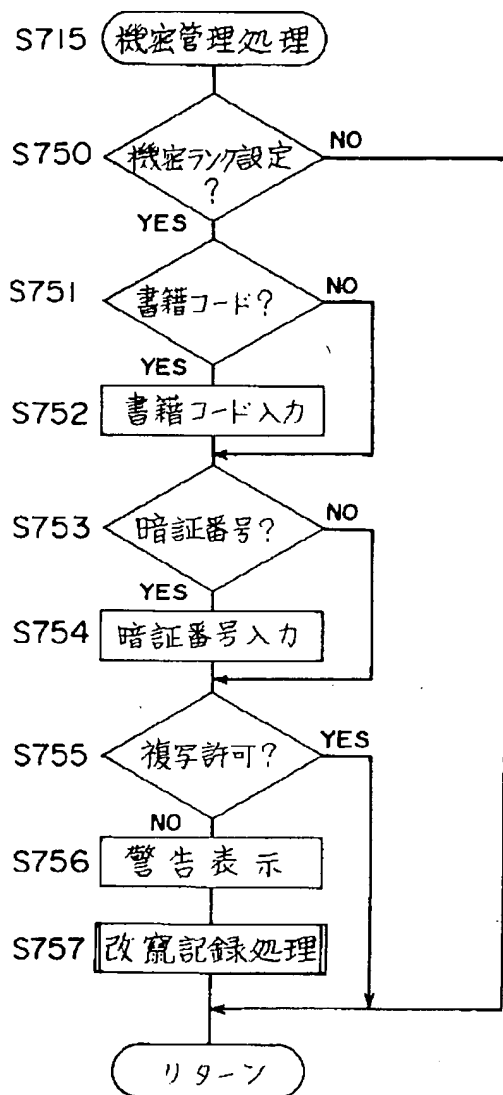 S715 機密管理処理
S750 機密ランク設定 NO
?
YES
S751 書籍コード? NO
YES
S752 書籍コード入力
S753 暗証番号? NO
YES
S754 暗証番号入力
S755 複写許可? YES
NO
S756 警告表示
S757 改竄記録処理
リターン